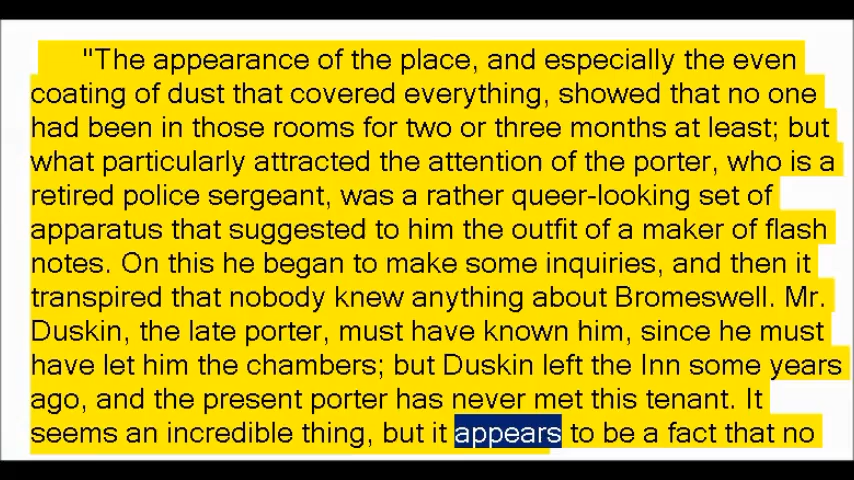 "The appearance of the place, and especially the even
coating of dust that covered everything, showed that no one
had been in those rooms for two or three months at least; but
what particularly attracted the attention of the porter, who is a
retired police sergeant, was a rather queer-looking set of
apparatus that suggested to him the outfit of a maker of flash
notes. On this he began to make some inquiries, and then it
transpired that nobody knew anything about Bromeswell. Mr.
Duskin, the late porter, must have known him, since he must
have let him the chambers; but Duskin left the Inn some years
ago, and the present porter has never met this tenant. It
seems an incredible thing, but it appears to be a fact that no